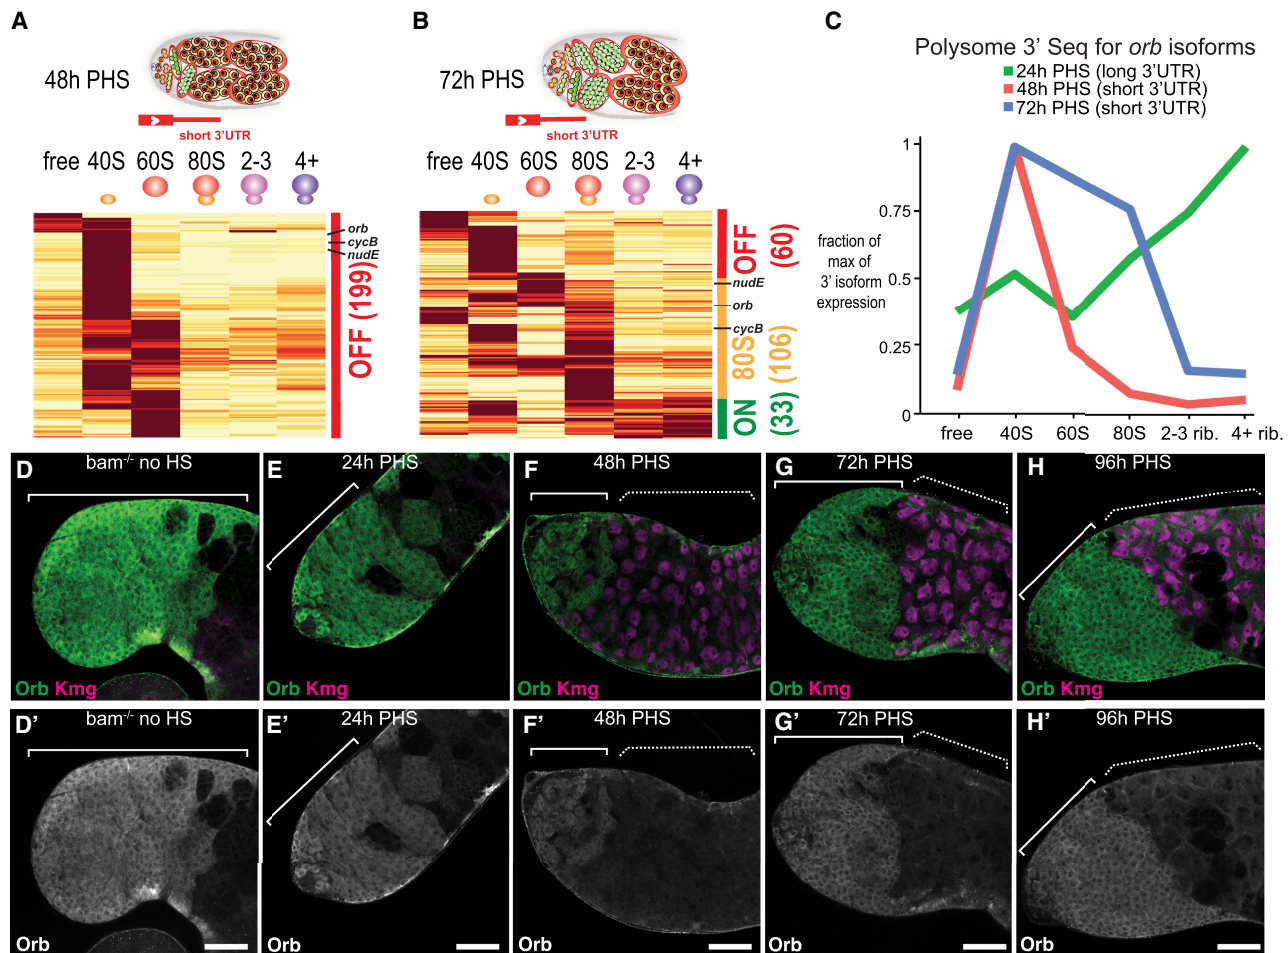 A
48h PHS
short 3'UTR
free 40S 60S 80S 2-3 4+
orb
cycB
nudE
OFF (199)
B
72h PHS
short 3'UTR
free 40S 60S 80S 2-3 4+
OFF
(60)
nudE
orb
cycB
80S
(106)
ON
(33)
C
Polysome 3' Seq for orb isoforms
24h PHS (long 3'UTR)
48h PHS (short 3'UTR)
72h PHS (short 3'UTR)
fraction of
max of
3' isoform
expression
1
0.75
0.5
0.25
0
free 40S 60S 80S 2-3 rib. 4+ rib.
D
bam-/- no HS
Orb Kmg
E
24h PHS
Orb Kmg
F
48h PHS
Orb Kmg
G
72h PHS
Orb Kmg
H
96h PHS
Orb Kmg
D'
bam-/- no HS
Orb
E'
24h PHS
Orb
F'
48h PHS
Orb
G'
72h PHS
Orb
H'
96h PHS
Orb